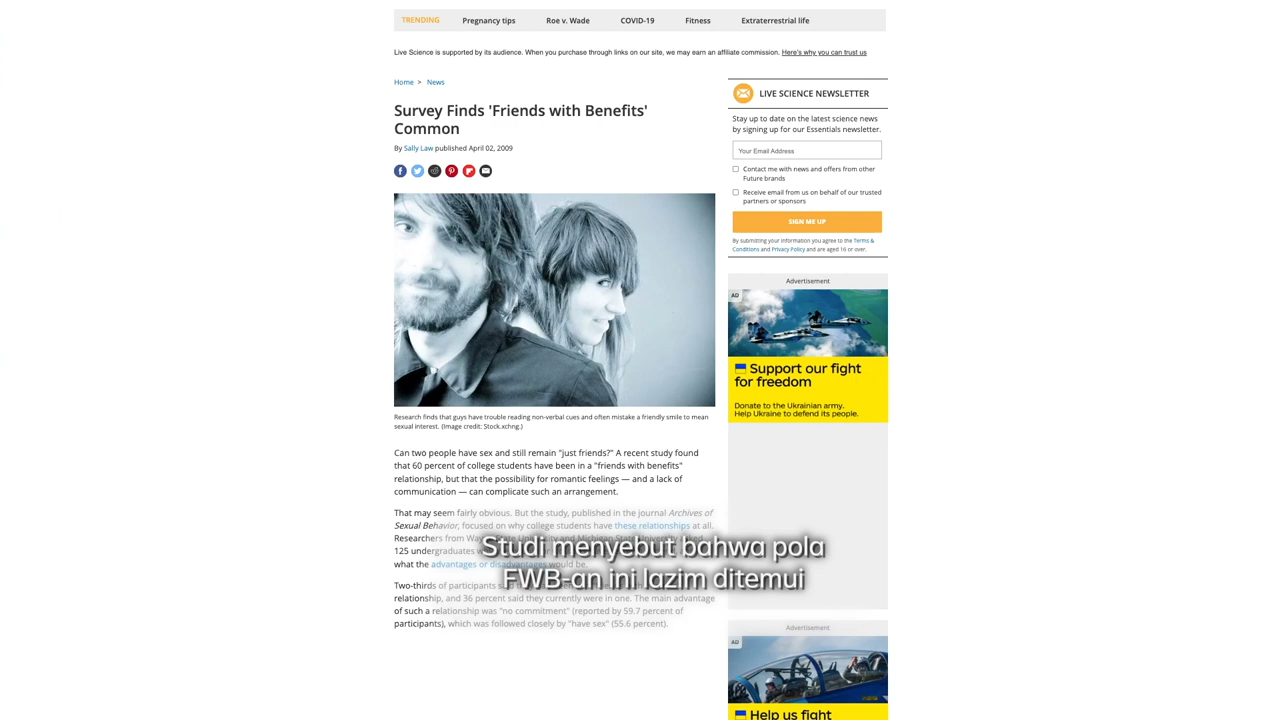 TRENDING Pregnancy tips Roe v. Wade COVID-19 Fitness Extraterrestrial life
Live Science is supported by its audience. When you purchase through links on our site, we may earn an affiliate commission. Here's why you can trust us
Home > News
Survey Finds 'Friends with Benefits'
Common
By Sally Law published April 02, 2009
Research finds that guys have trouble reading non-verbal cues and often mistake a friendly smile to mean
sexual interest. (Image credit: Stock.xchng.)
Can two people have sex and still remain "just friends?" A recent study found
that 60 percent of college students have been in a "friends with benefits"
relationship, but that the possibility for romantic feelings — and a lack of
communication — can complicate such an arrangement.
That may seem fairly obvious. But the study, published in the journal Archives of
Sexual Behavior, focused on why college students have these relationships at all.
Researchers from State University and Michigan State University asked
125 undergraduates
what the advantages or disadvantages would be.
Two-thirds of participants
relationship, and 36 percent said they currently were in one. The main advantage
of such a relationship was "no commitment" (reported by 59.7 percent of
participants), which was followed closely by "have sex" (55.6 percent).
Studi menyebut bahwa pola
FWB-an ini lazim ditemui
LIVE SCIENCE NEWSLETTER
Stay up to date on the latest science news
by signing up for our Essentials newsletter.
Your Email Address
Contact me with news and offers from other
Future brands
Receive email from us on behalf of our trusted
partners or sponsors
SIGN ME UP
By submitting your information you agree to the Terms &
Conditions and Privacy Policy and are aged 16 or over.
Advertisement
AD
Support our fight
for freedom
Donate to the Ukrainian army.
Help Ukraine to defend its people.
Advertisement
AD
Help us fight